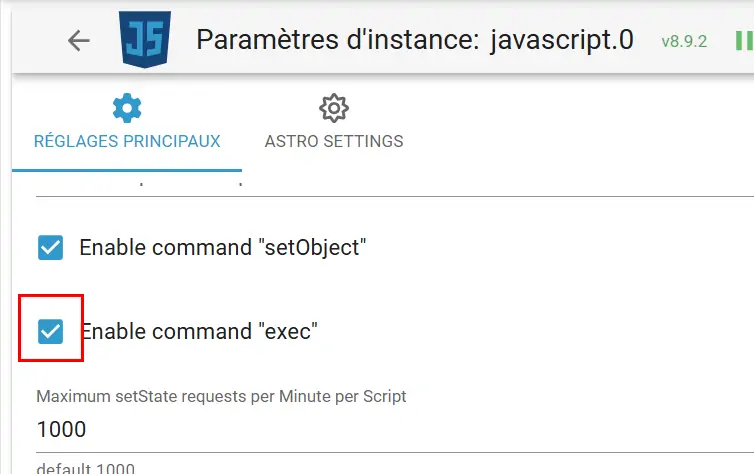 JS
Paramètres d'instance: javascript.0
v8.9.2
RÉGLAGES PRINCIPAUX
ASTRO SETTINGS
Enable command "setObject"
Enable command "exec"
Maximum setState requests per Minute per Script
1000
default 1000